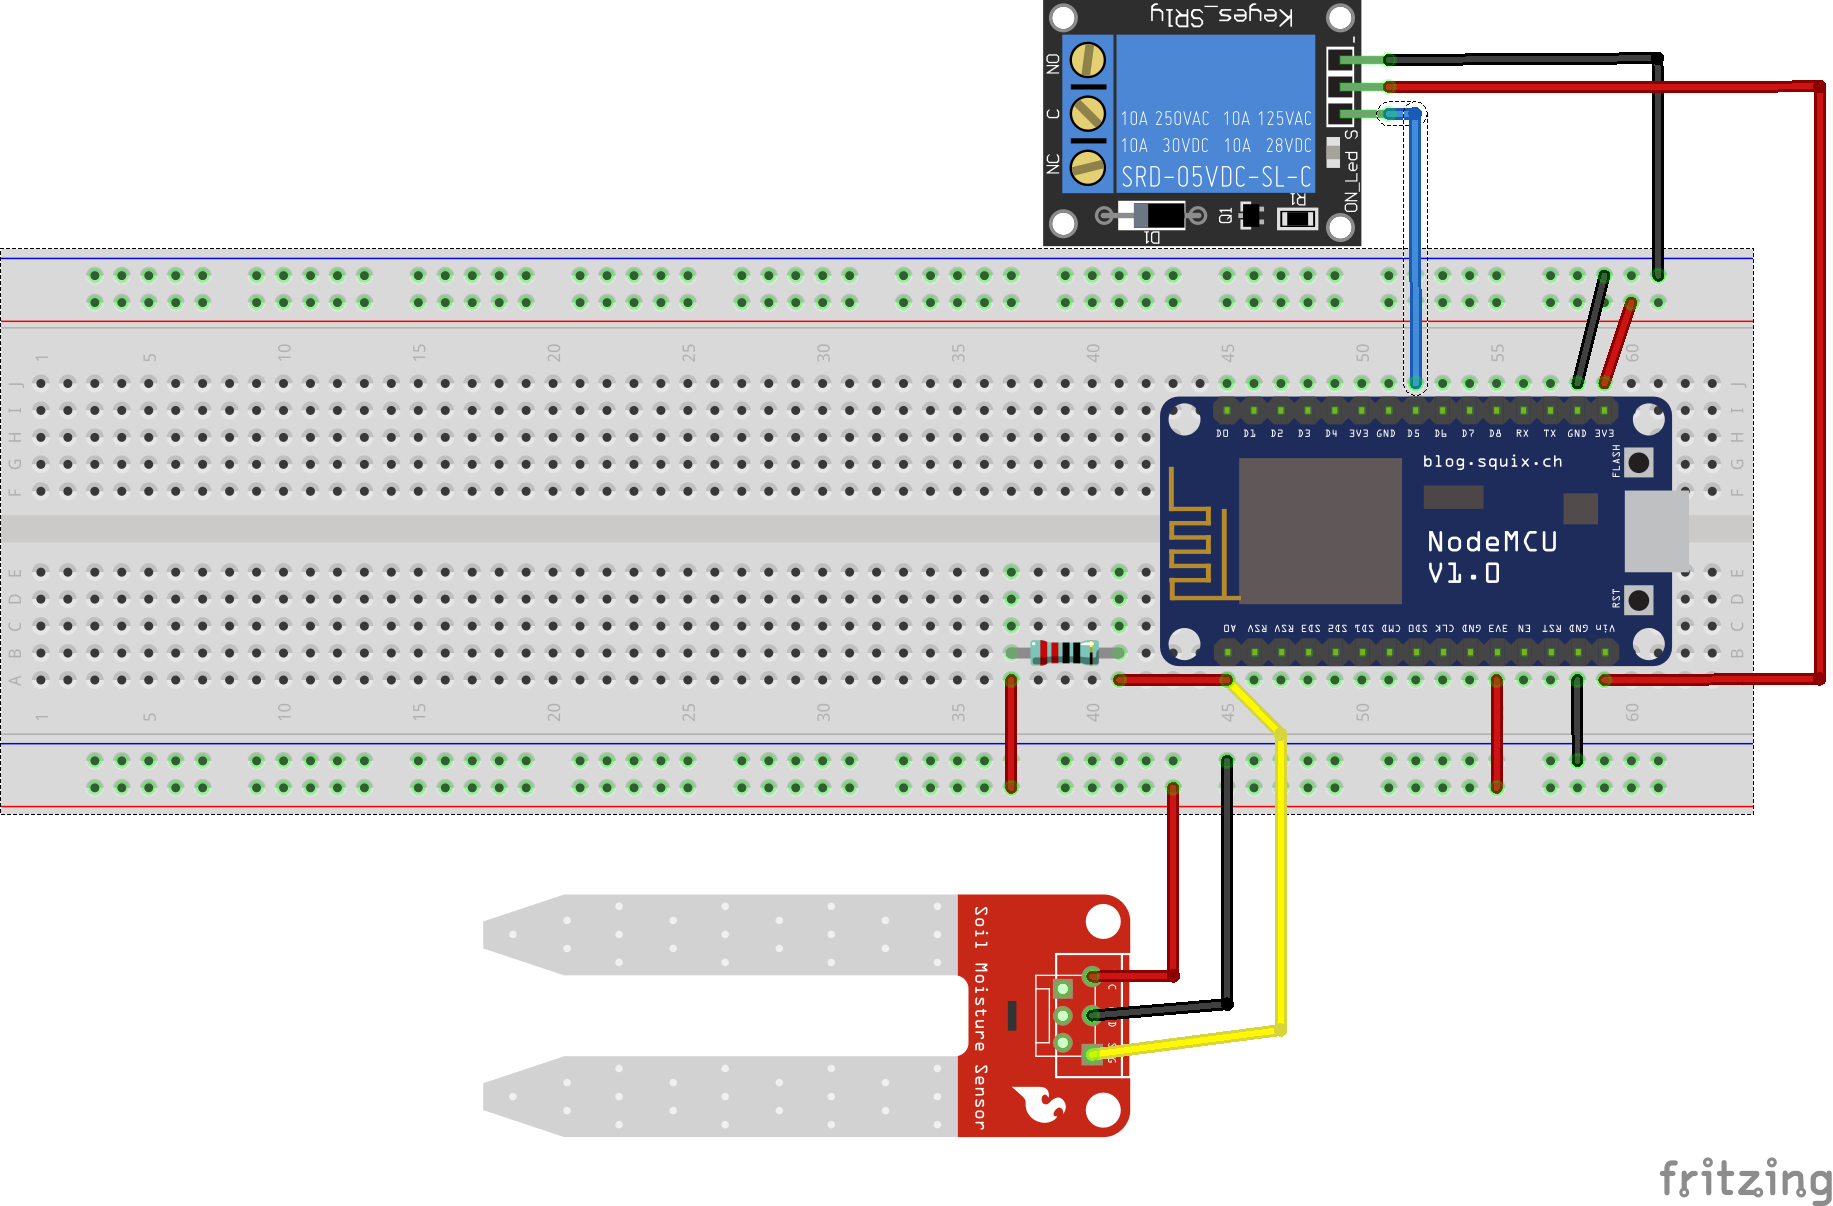 Keyes_SR1y
-
NO
C
NC
10A 250VAC 10A 125VAC
10A 30VDC 10A 28VDC
SRD-05VDC-SL-C
S
ON_Led
D1
Q1
R1
1 5 10 15 20 25 30 35 40 45 50 55 60
J J
I I
H H
G G
F F
D0 D1 D2 D3 D4 3V3 GND D5 D6 D7 D8 RX TX GND 3V3
blog.squix.ch
FLASH
NodeMCU
V1.0
RST
A0 RSV RSV SD3 SD2 SD1 CMD SD0 CLK GND 3V3 EN RST GND Vin
E E
D D
C C
B B
A A
1 5 10 15 20 25 30 35 40 45 50 55 60
Soil Moisture Sensor
fritzing